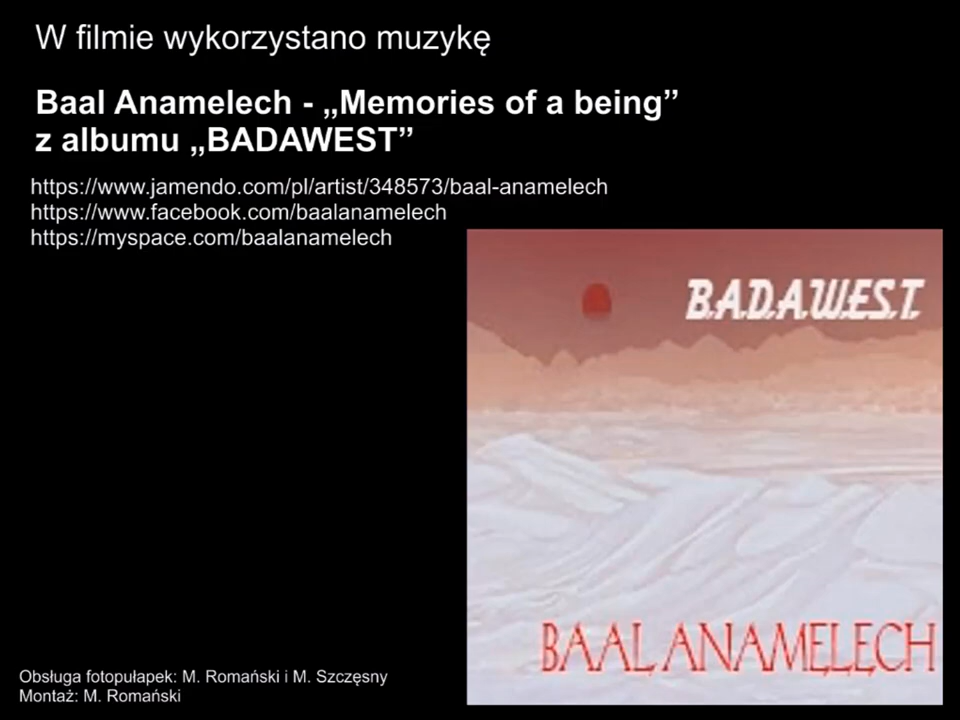 W filmie wykorzystano muzykę
Baal Anamelech - „Memories of a being”
z albumu „BADAWEST”
https://www.jamendo.com/pl/artist/348573/baal-anamelech
https://www.facebook.com/baalanamelech
https://myspace.com/baalanamelech
B.A.D.A.W.E.S.T.
BAAL ANAMELECH
Obsługa fotopułapek: M. Romański i M. Szczęsny
Montaż: M. Romański